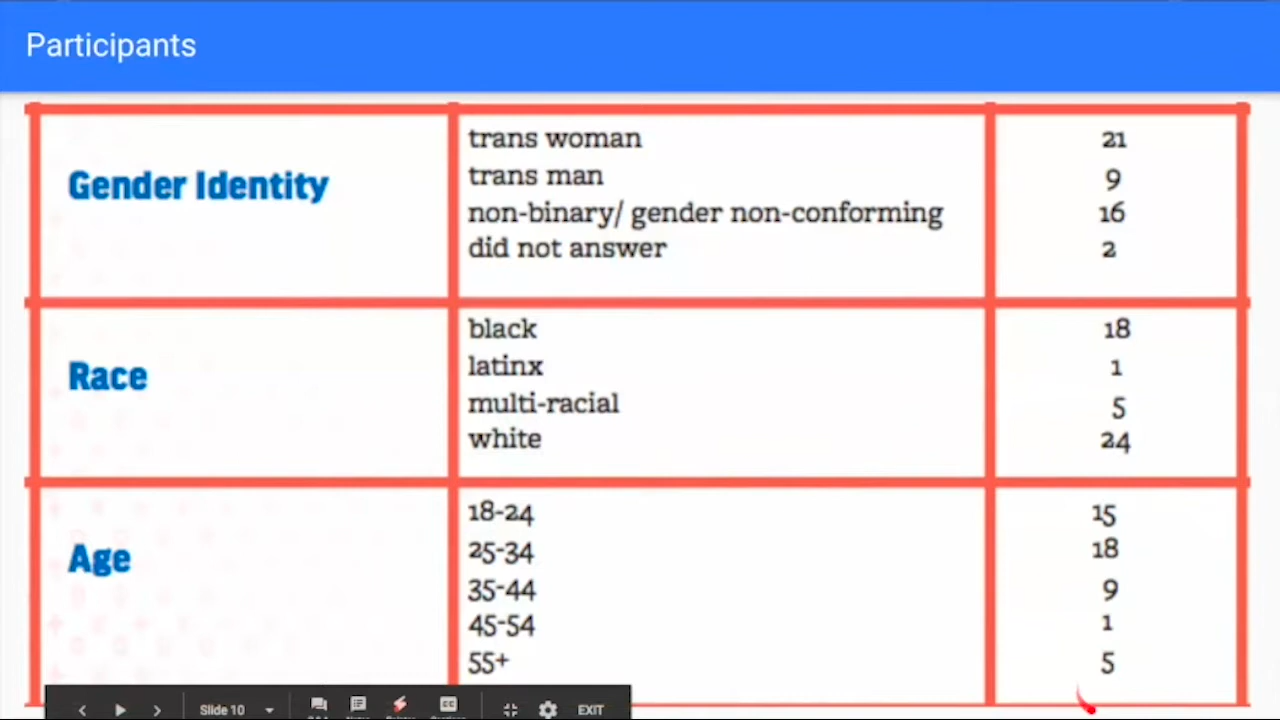 Participants
Gender Identity
trans woman 21
trans man 9
non-binary/ gender non-conforming 16
did not answer 2
Race
black 18
latinx 1
multi-racial 5
white 24
Age
18-24 15
25-34 18
35-44 9
45-54 1
55+ 5
Slide 10 EXIT